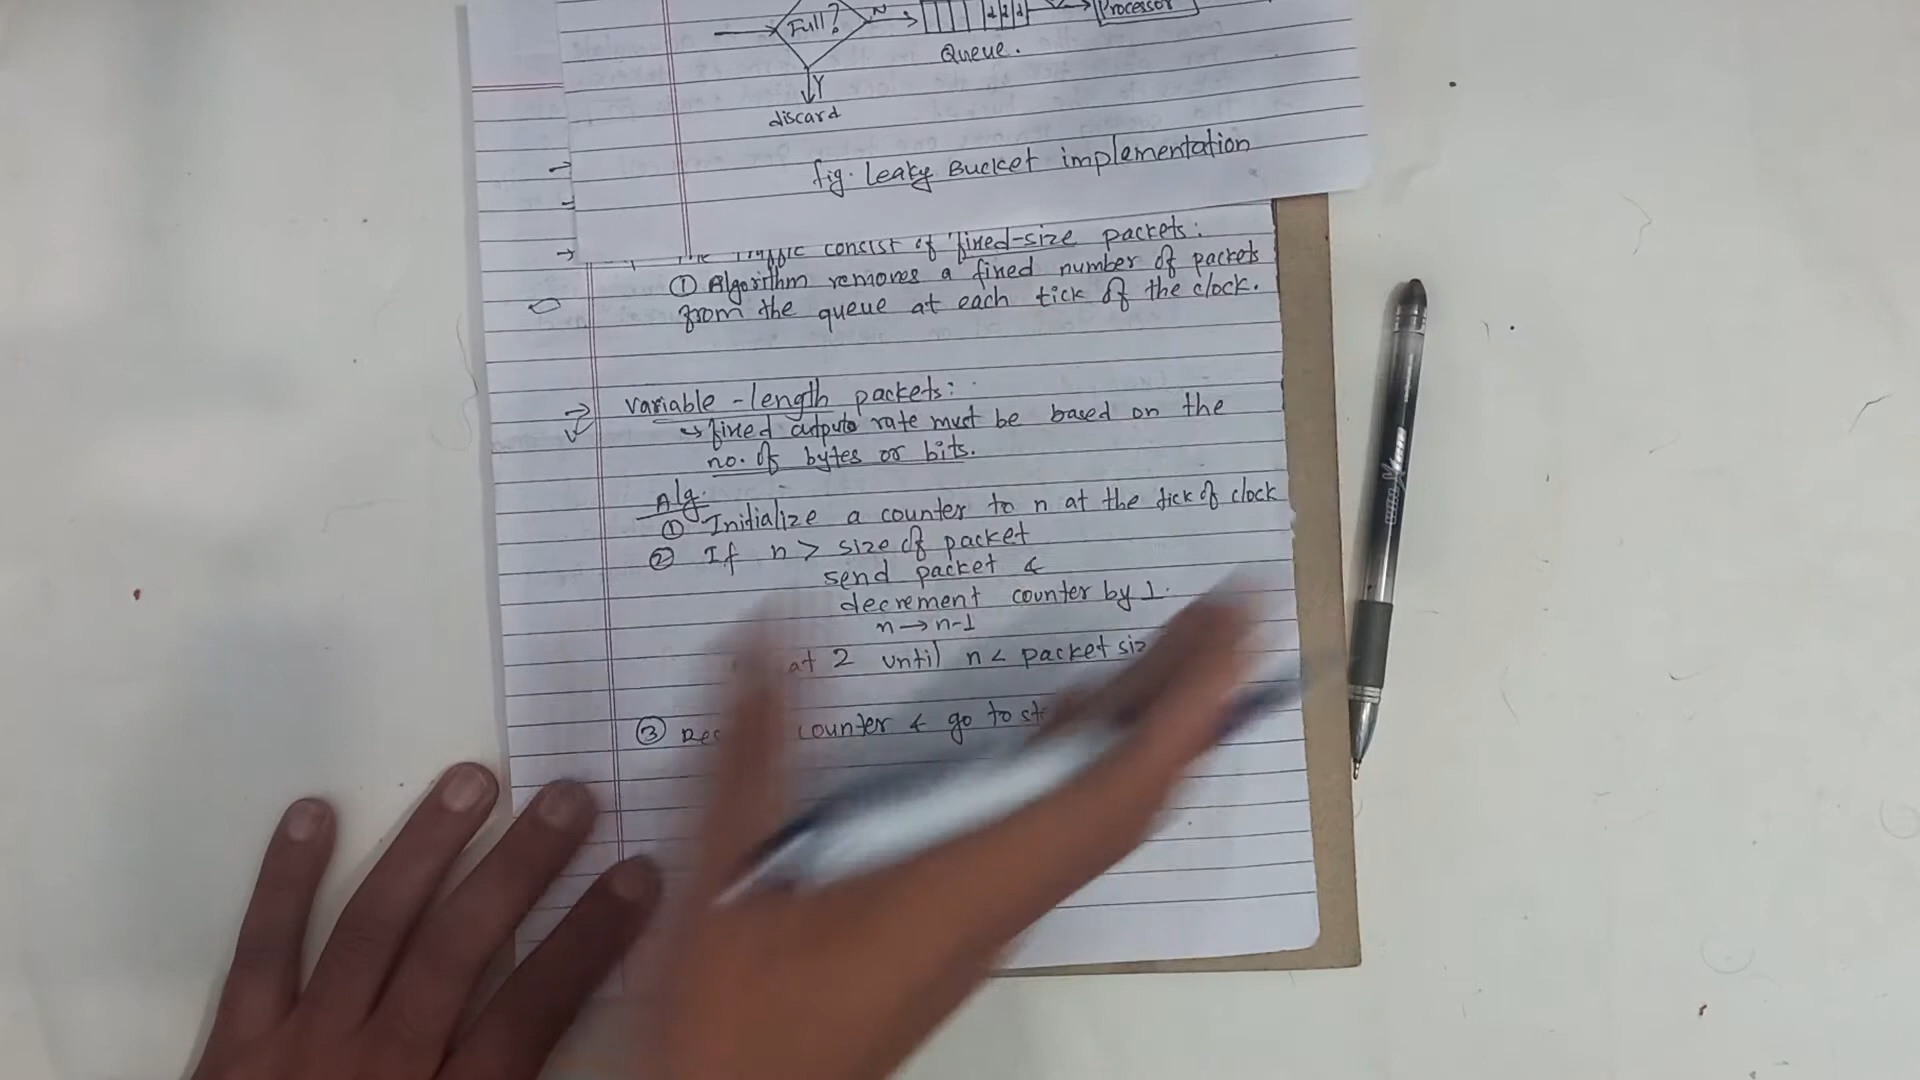 Full? N
Processor
Queue.
Y
discard
fig. Leaky Bucket implementation
Traffic consist of fixed-size packets:
① Algorithm removes a fixed number of packets
from the queue at each tick of the clock.
Variable - length packets:
fixed output rate must be based on the
no. of bytes or bits.
Alg.
① Initialize a counter to n at the tick of clock
② If n > size of packet
send packet &
decrement counter by 1.
n → n-1
at 2 until n < packet
③ counter & go to